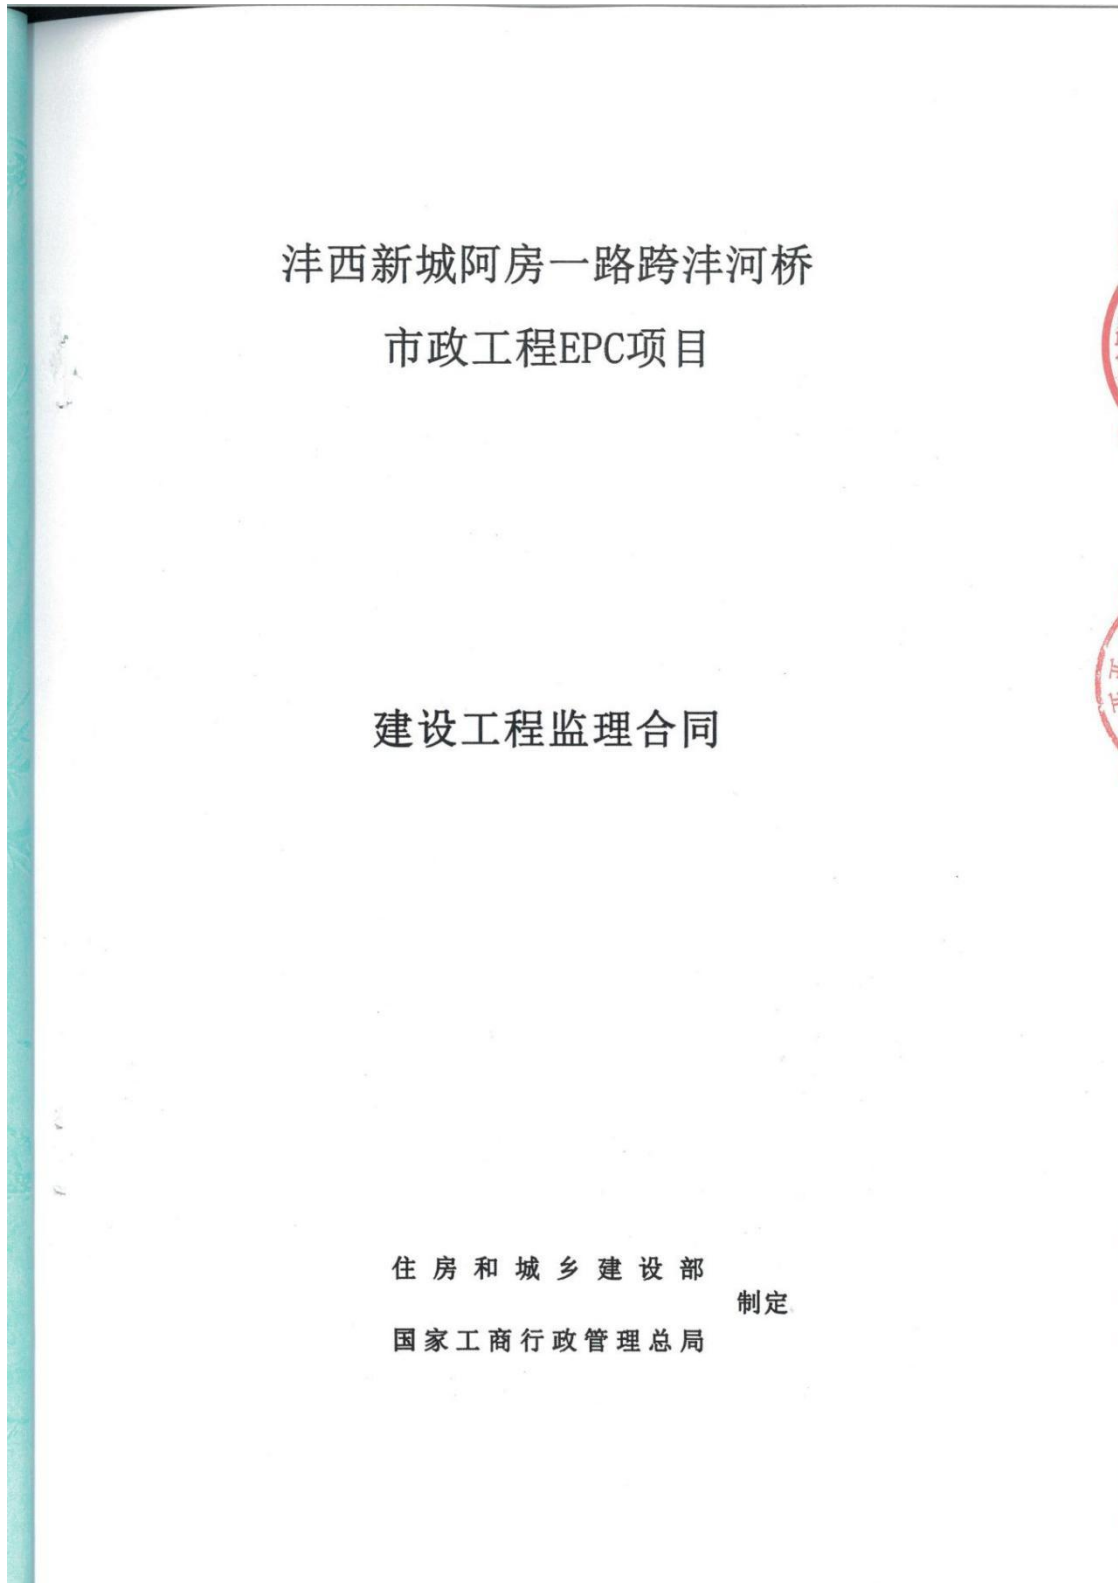 沣西新城阿房一路跨沣河桥
市政工程EPC项目
建设工程监理合同
住房和城乡建设部
制定
国家工商行政管理总局